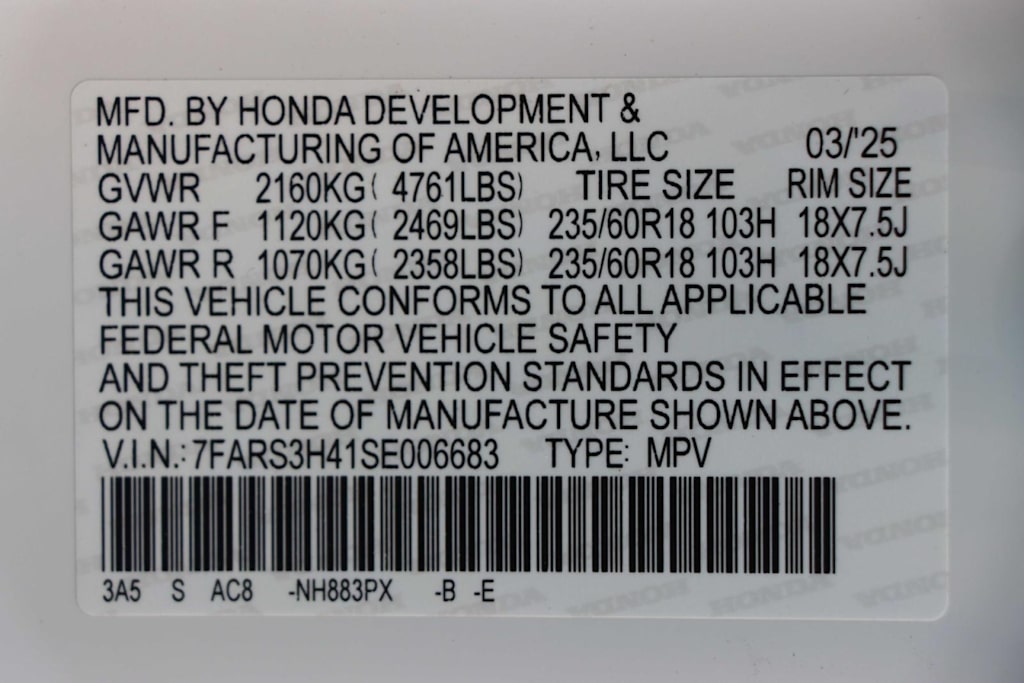 MFD. BY HONDA DEVELOPMENT &
MANUFACTURING OF AMERICA, LLC 03/'25
GVWR 2160KG( 4761LBS) TIRE SIZE RIM SIZE
GAWR F 1120KG( 2469LBS) 235/60R18 103H 18X7.5J
GAWR R 1070KG( 2358LBS) 235/60R18 103H 18X7.5J
THIS VEHICLE CONFORMS TO ALL APPLICABLE
FEDERAL MOTOR VEHICLE SAFETY
AND THEFT PREVENTION STANDARDS IN EFFECT
ON THE DATE OF MANUFACTURE SHOWN ABOVE.
V.I.N.: 7FARS3H41SE006683 TYPE: MPV
3A5 S AC8 -NH883PX -B -E